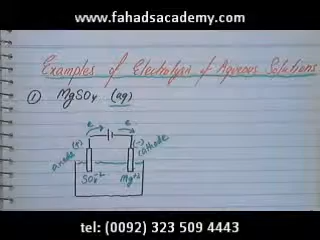 www.fahadsacademy.com
Examples of Electrolysis of Aqueous Solutions
① MgSO4 (aq)
e e
(+) (-)
anode cathode
SO4-2 Mg+2
tel: (0092) 323 509 4443